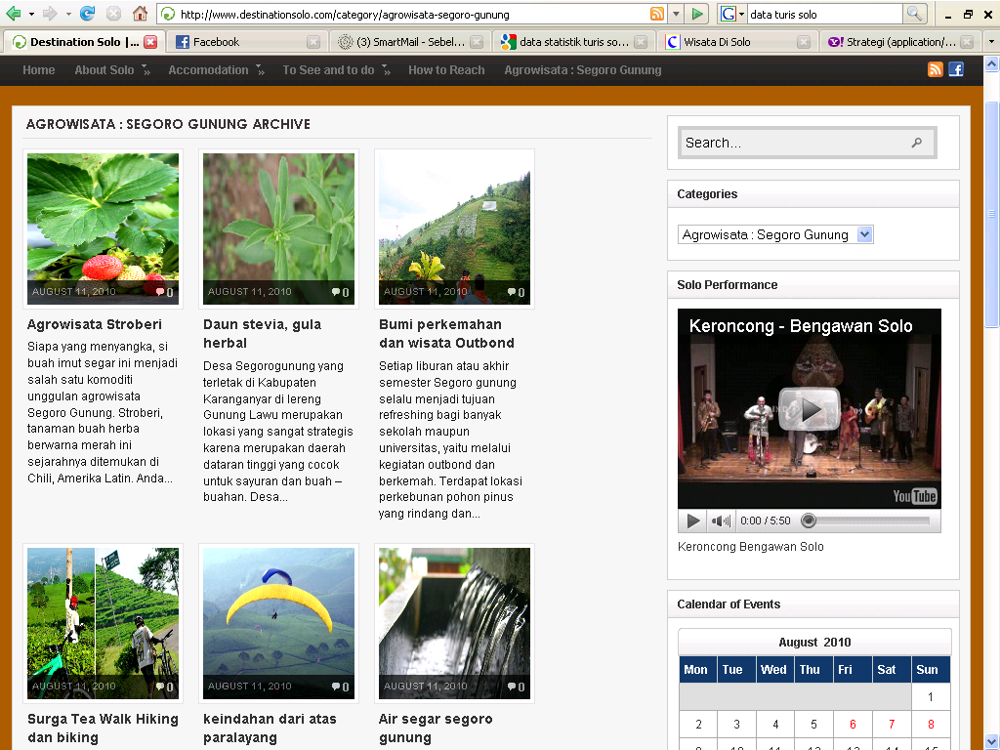 http://www.destinationsolo.com/category/agrowisata-segoro-gunung
data turis solo
Destination Solo |...
Facebook
(3) SmartMail - Sebel...
data statistik turis so...
Wisata Di Solo
Strategi (application/...
Home
About Solo
Accomodation
To See and to do
How to Reach
Agrowisata : Segoro Gunung
AGROWISATA : SEGORO GUNUNG ARCHIVE
AUGUST 11, 2010
0
Agrowisata Stroberi
Siapa yang menyangka, si
buah imut segar ini menjadi
salah satu komoditi
unggulan agrowisata
Segoro Gunung. Stroberi,
tanaman buah herba
berwarna merah ini
sejarahnya ditemukan di
Chili, Amerika Latin. Anda...
AUGUST 11, 2010
0
Daun stevia, gula
herbal
Desa Segorogunung yang
terletak di Kabupaten
Karanganyar di lereng
Gunung Lawu merupakan
lokasi yang sangat strategis
karena merupakan daerah
dataran tinggi yang cocok
untuk sayuran dan buah –
buahan. Desa...
AUGUST 11, 2010
0
Bumi perkemahan
dan wisata Outbond
Setiap liburan atau akhir
semester Segoro gunung
selalu menjadi tujuan
refreshing bagi banyak
sekolah maupun
universitas, yaitu melalui
kegiatan outbond dan
berkemah. Terdapat lokasi
perkebunan pohon pinus
yang rindang dan...
AUGUST 11, 2010
0
Surga Tea Walk Hiking
dan biking
AUGUST 11, 2010
0
keindahan dari atas
paralayang
AUGUST 11, 2010
0
Air segar segoro
gunung
Search...
Categories
Agrowisata : Segoro Gunung
Solo Performance
Keroncong - Bengawan Solo
YouTube
0:00 / 5:50
Keroncong Bengawan Solo
Calendar of Events
August 2010
Mon Tue Wed Thu Fri Sat Sun
1
2 3 4 5 6 7 8
9 10 11 12 13 14 15